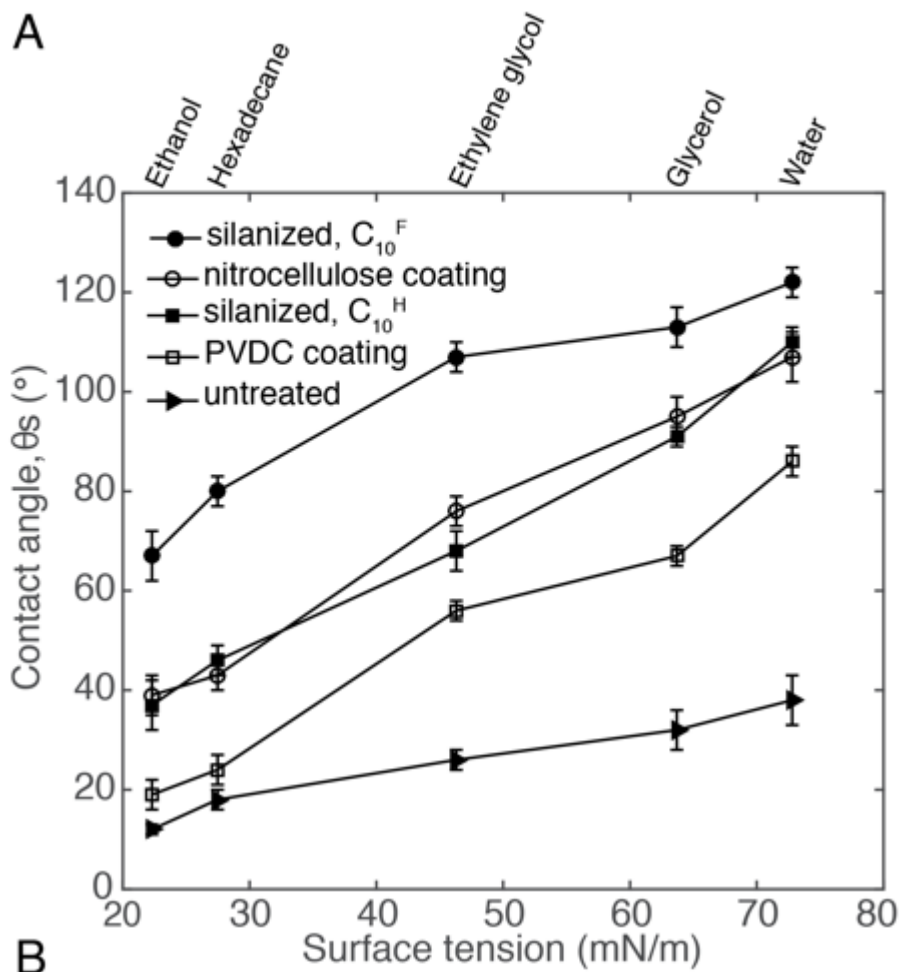 A
Ethanol
Hexadecane
Ethylene glycol
Glycerol
Water
140
120
100
80
60
40
20
0
silanized, C₁₀ᶠ
nitrocellulose coating
silanized, C₁₀ᴴ
PVDC coating
untreated
Contact angle, θs (°)
20 30 40 50 60 70 80
Surface tension (mN/m)
B